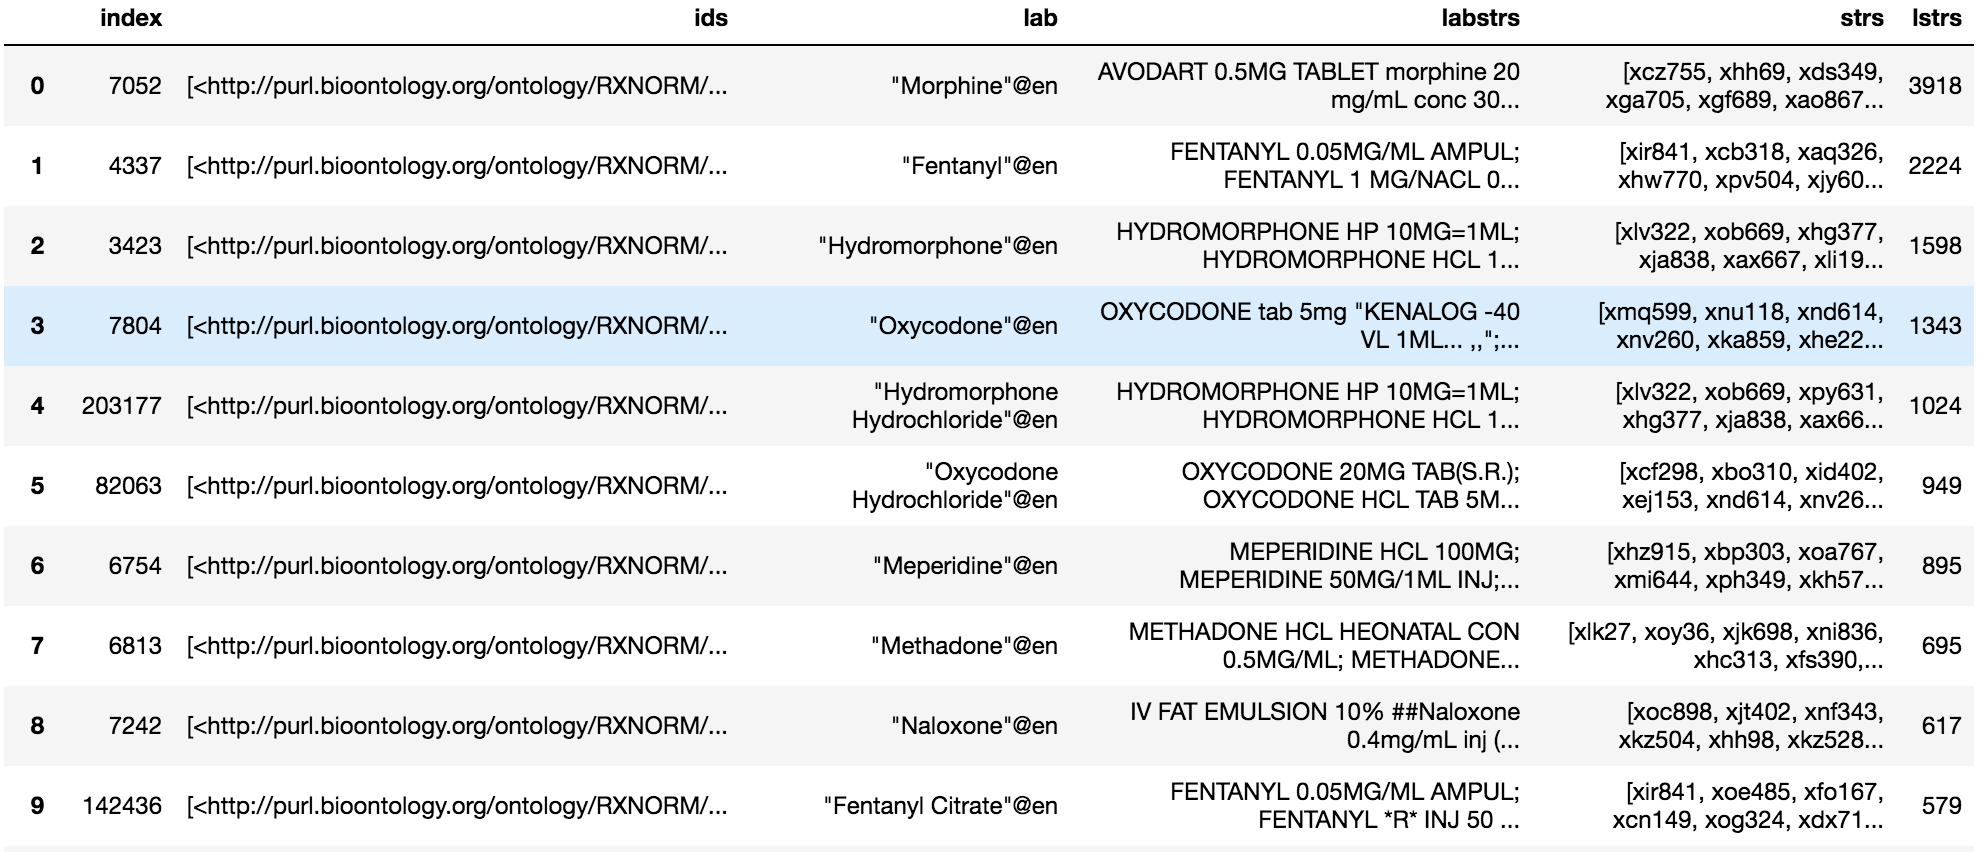 index ids lab labstrs strs lstrs
0 7052 [<http://purl.bioontology.org/ontology/RXNORM/... "Morphine"@en AVODART 0.5MG TABLET morphine 20 [xcz755, xhh69, xds349, 3918
mg/mL conc 30... xga705, xgf689, xao867...
1 4337 [<http://purl.bioontology.org/ontology/RXNORM/... "Fentanyl"@en FENTANYL 0.05MG/ML AMPUL; [xir841, xcb318, xaq326, 2224
FENTANYL 1 MG/NACL 0... xhw770, xpv504, xjy60...
2 3423 [<http://purl.bioontology.org/ontology/RXNORM/... "Hydromorphone"@en HYDROMORPHONE HP 10MG=1ML; [xlv322, xob669, xhg377, 1598
HYDROMORPHONE HCL 1... xja838, xax667, xli19...
3 7804 [<http://purl.bioontology.org/ontology/RXNORM/... "Oxycodone"@en OXYCODONE tab 5mg "KENALOG -40 [xmq599, xnu118, xnd614, 1343
VL 1ML... ,,";... xnv260, xka859, xhe22...
4 203177 [<http://purl.bioontology.org/ontology/RXNORM/... "Hydromorphone HYDROMORPHONE HP 10MG=1ML; [xlv322, xob669, xpy631, 1024
Hydrochloride"@en HYDROMORPHONE HCL 1... xhg377, xja838, xax66...
5 82063 [<http://purl.bioontology.org/ontology/RXNORM/... "Oxycodone OXYCODONE 20MG TAB(S.R.); [xcf298, xbo310, xid402, 949
Hydrochloride"@en OXYCODONE HCL TAB 5M... xej153, xnd614, xnv26...
6 6754 [<http://purl.bioontology.org/ontology/RXNORM/... "Meperidine"@en MEPERIDINE HCL 100MG; [xhz915, xbp303, xoa767, 895
MEPERIDINE 50MG/1ML INJ;... xmi644, xph349, xkh57...
7 6813 [<http://purl.bioontology.org/ontology/RXNORM/... "Methadone"@en METHADONE HCL HEONATAL CON [xlk27, xoy36, xjk698, xni836, 695
0.5MG/ML; METHADONE... xhc313, xfs390,...
8 7242 [<http://purl.bioontology.org/ontology/RXNORM/... "Naloxone"@en IV FAT EMULSION 10% ##Naloxone [xoc898, xjt402, xnf343, 617
0.4mg/mL inj (... xkz504, xhh98, xkz528...
9 142436 [<http://purl.bioontology.org/ontology/RXNORM/... "Fentanyl Citrate"@en FENTANYL 0.05MG/ML AMPUL; [xir841, xoe485, xfo167, 579
FENTANYL *R* INJ 50 ... xcn149, xog324, xdx71...